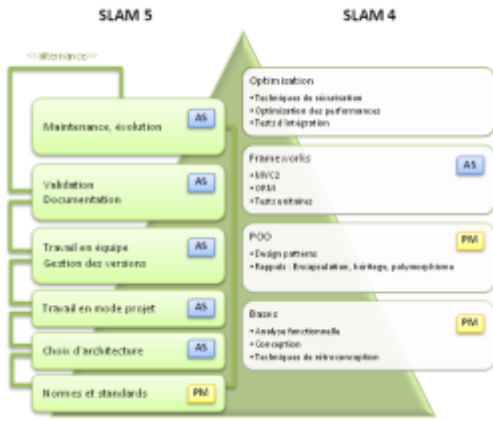 SLAM 5
SLAM 4
<<alternance>>
Maintenance, évolution
AS
Validation
Documentation
AS
Travail en équipe
Gestion des versions
AS
Travail en mode projet
AS
Choix d'architecture
AS
Normes et standards
PM
Optimization
• Techniques de sécurisation
• Optimization des performances
• Tests d'intégration
Frameworks
• MVC2
• ORM
• Tests unitaires
AS
POO
• Design patterns
• Rappels : Encapsulation, héritage, polymorphisme
PM
Bases
• Analyse fonctionnelle
• Conception
• Techniques de rétroconception
PM